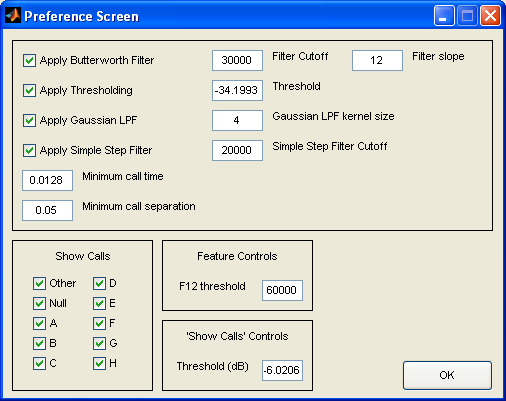 Preference Screen
Apply Butterworth Filter 30000 Filter Cutoff 12 Filter slope
Apply Thresholding -34.1993 Threshold
Apply Gaussian LPF 4 Gaussian LPF kernel size
Apply Simple Step Filter 20000 Simple Step Filter Cutoff
0.0128 Minimum call time
0.05 Minimum call separation
Show Calls
Other D
Null E
A F
B G
C H
Feature Controls
F12 threshold 60000
'Show Calls' Controls
Threshold (dB) -6.0206
OK